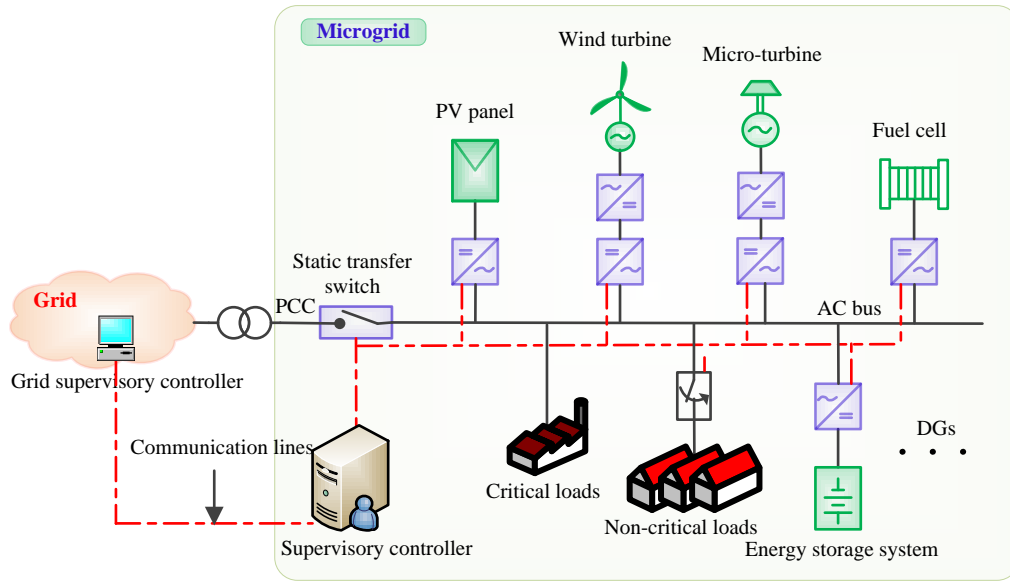 Microgrid
Wind turbine
Micro-turbine
PV panel
Fuel cell
Static transfer
switch
Grid
PCC
AC bus
Grid supervisory controller
Communication lines
DGs
Critical loads
Non-critical loads
Supervisory controller
Energy storage system